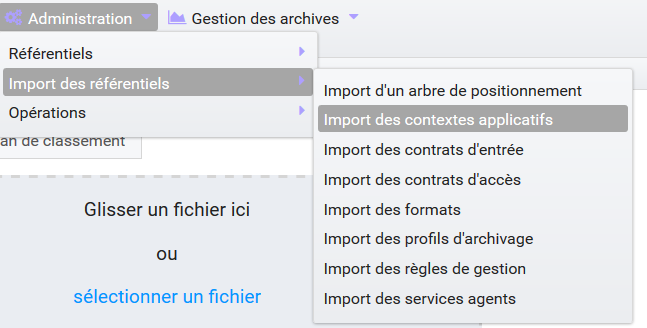 Administration
Gestion des archives
Référentiels
Import des référentiels
Opérations
Import d'un arbre de positionnement
Import des contextes applicatifs
Import des contrats d'entrée
Import des contrats d'accès
Import des formats
Import des profils d'archivage
Import des règles de gestion
Import des services agents
an de classement
Glisser un fichier ici
ou
sélectionner un fichier